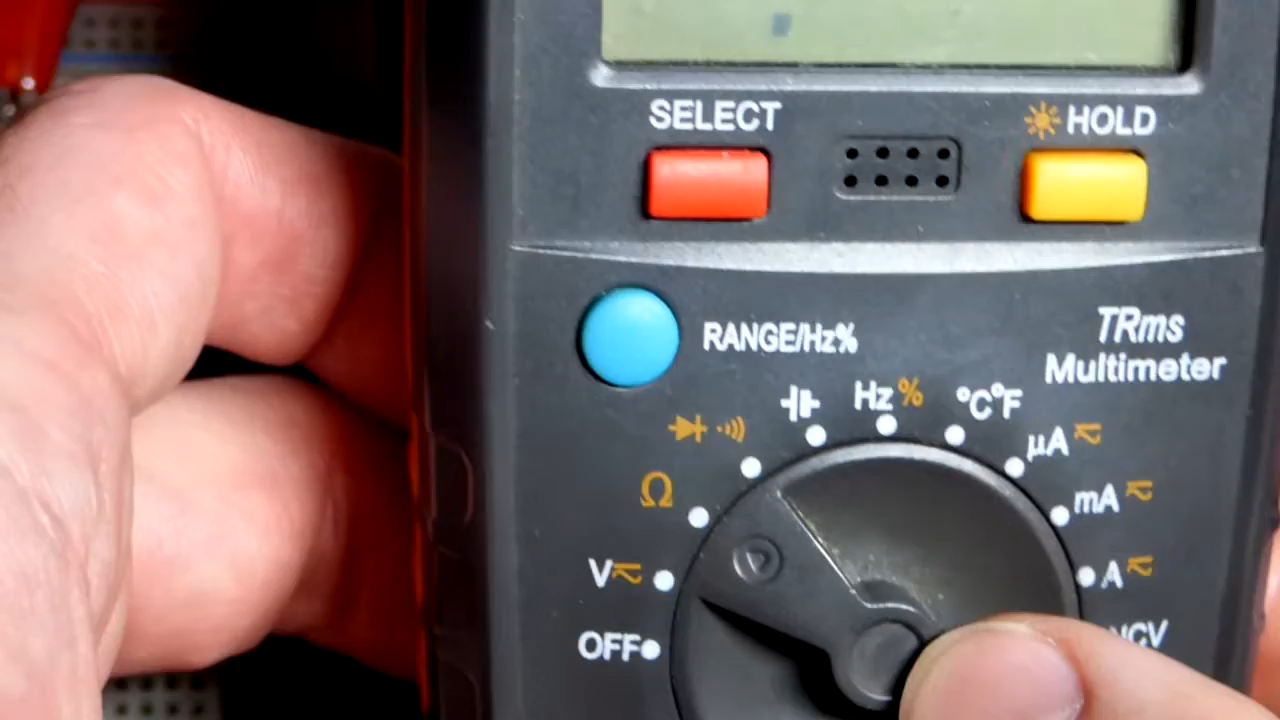 SELECT
HOLD
RANGE/Hz%
TRms
Multimeter
Hz %
°C°F
µA
Ω
mA
V
A
OFF
NCV